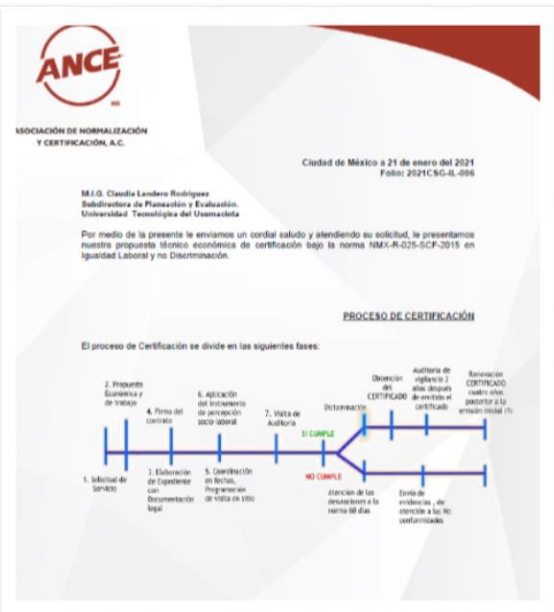 ANCE
ASOCIACIÓN DE NORMALIZACIÓN
Y CERTIFICACIÓN, A.C.
Ciudad de México a 21 de enero del 2021
Folio: 2021CSG-IL-006
M.I.G. Claudia Landero Rodríguez
Subdirectora de Planeación y Evaluación.
Universidad Tecnológica del Usumacinta
Por medio de la presente le enviamos un cordial saludo y atendiendo su solicitud, le presentamos
nuestra propuesta técnico económica de certificación bajo la norma NMX-R-025-SCF-2015 en
Igualdad Laboral y no Discriminación.
PROCESO DE CERTIFICACIÓN
El proceso de Certificación se divide en las siguientes fases:
1. Solicitud de
Servicio
2. Propuesta
Económica y
de trabajo
3. Elaboración
de Expediente
con
Documentación
legal
4. Firma del
contrato
5. Coordinación
en fechas,
Programación
de visita en sitio
6. Aplicación
del instrumento
de percepción
socio laboral
7. Visita de
Auditoría
Dictaminación
SI CUMPLE
Obtención
del
CERTIFICADO
Auditoría de
vigilancia 2
años después
de emitido el
certificado
Renovación
CERTIFICADO
cuatro años
posterior a la
emisión inicial (1)
NO CUMPLE
Atención de las
desviaciones a la
norma 60 días
Envío de
evidencias, de
atención a las No
conformidades